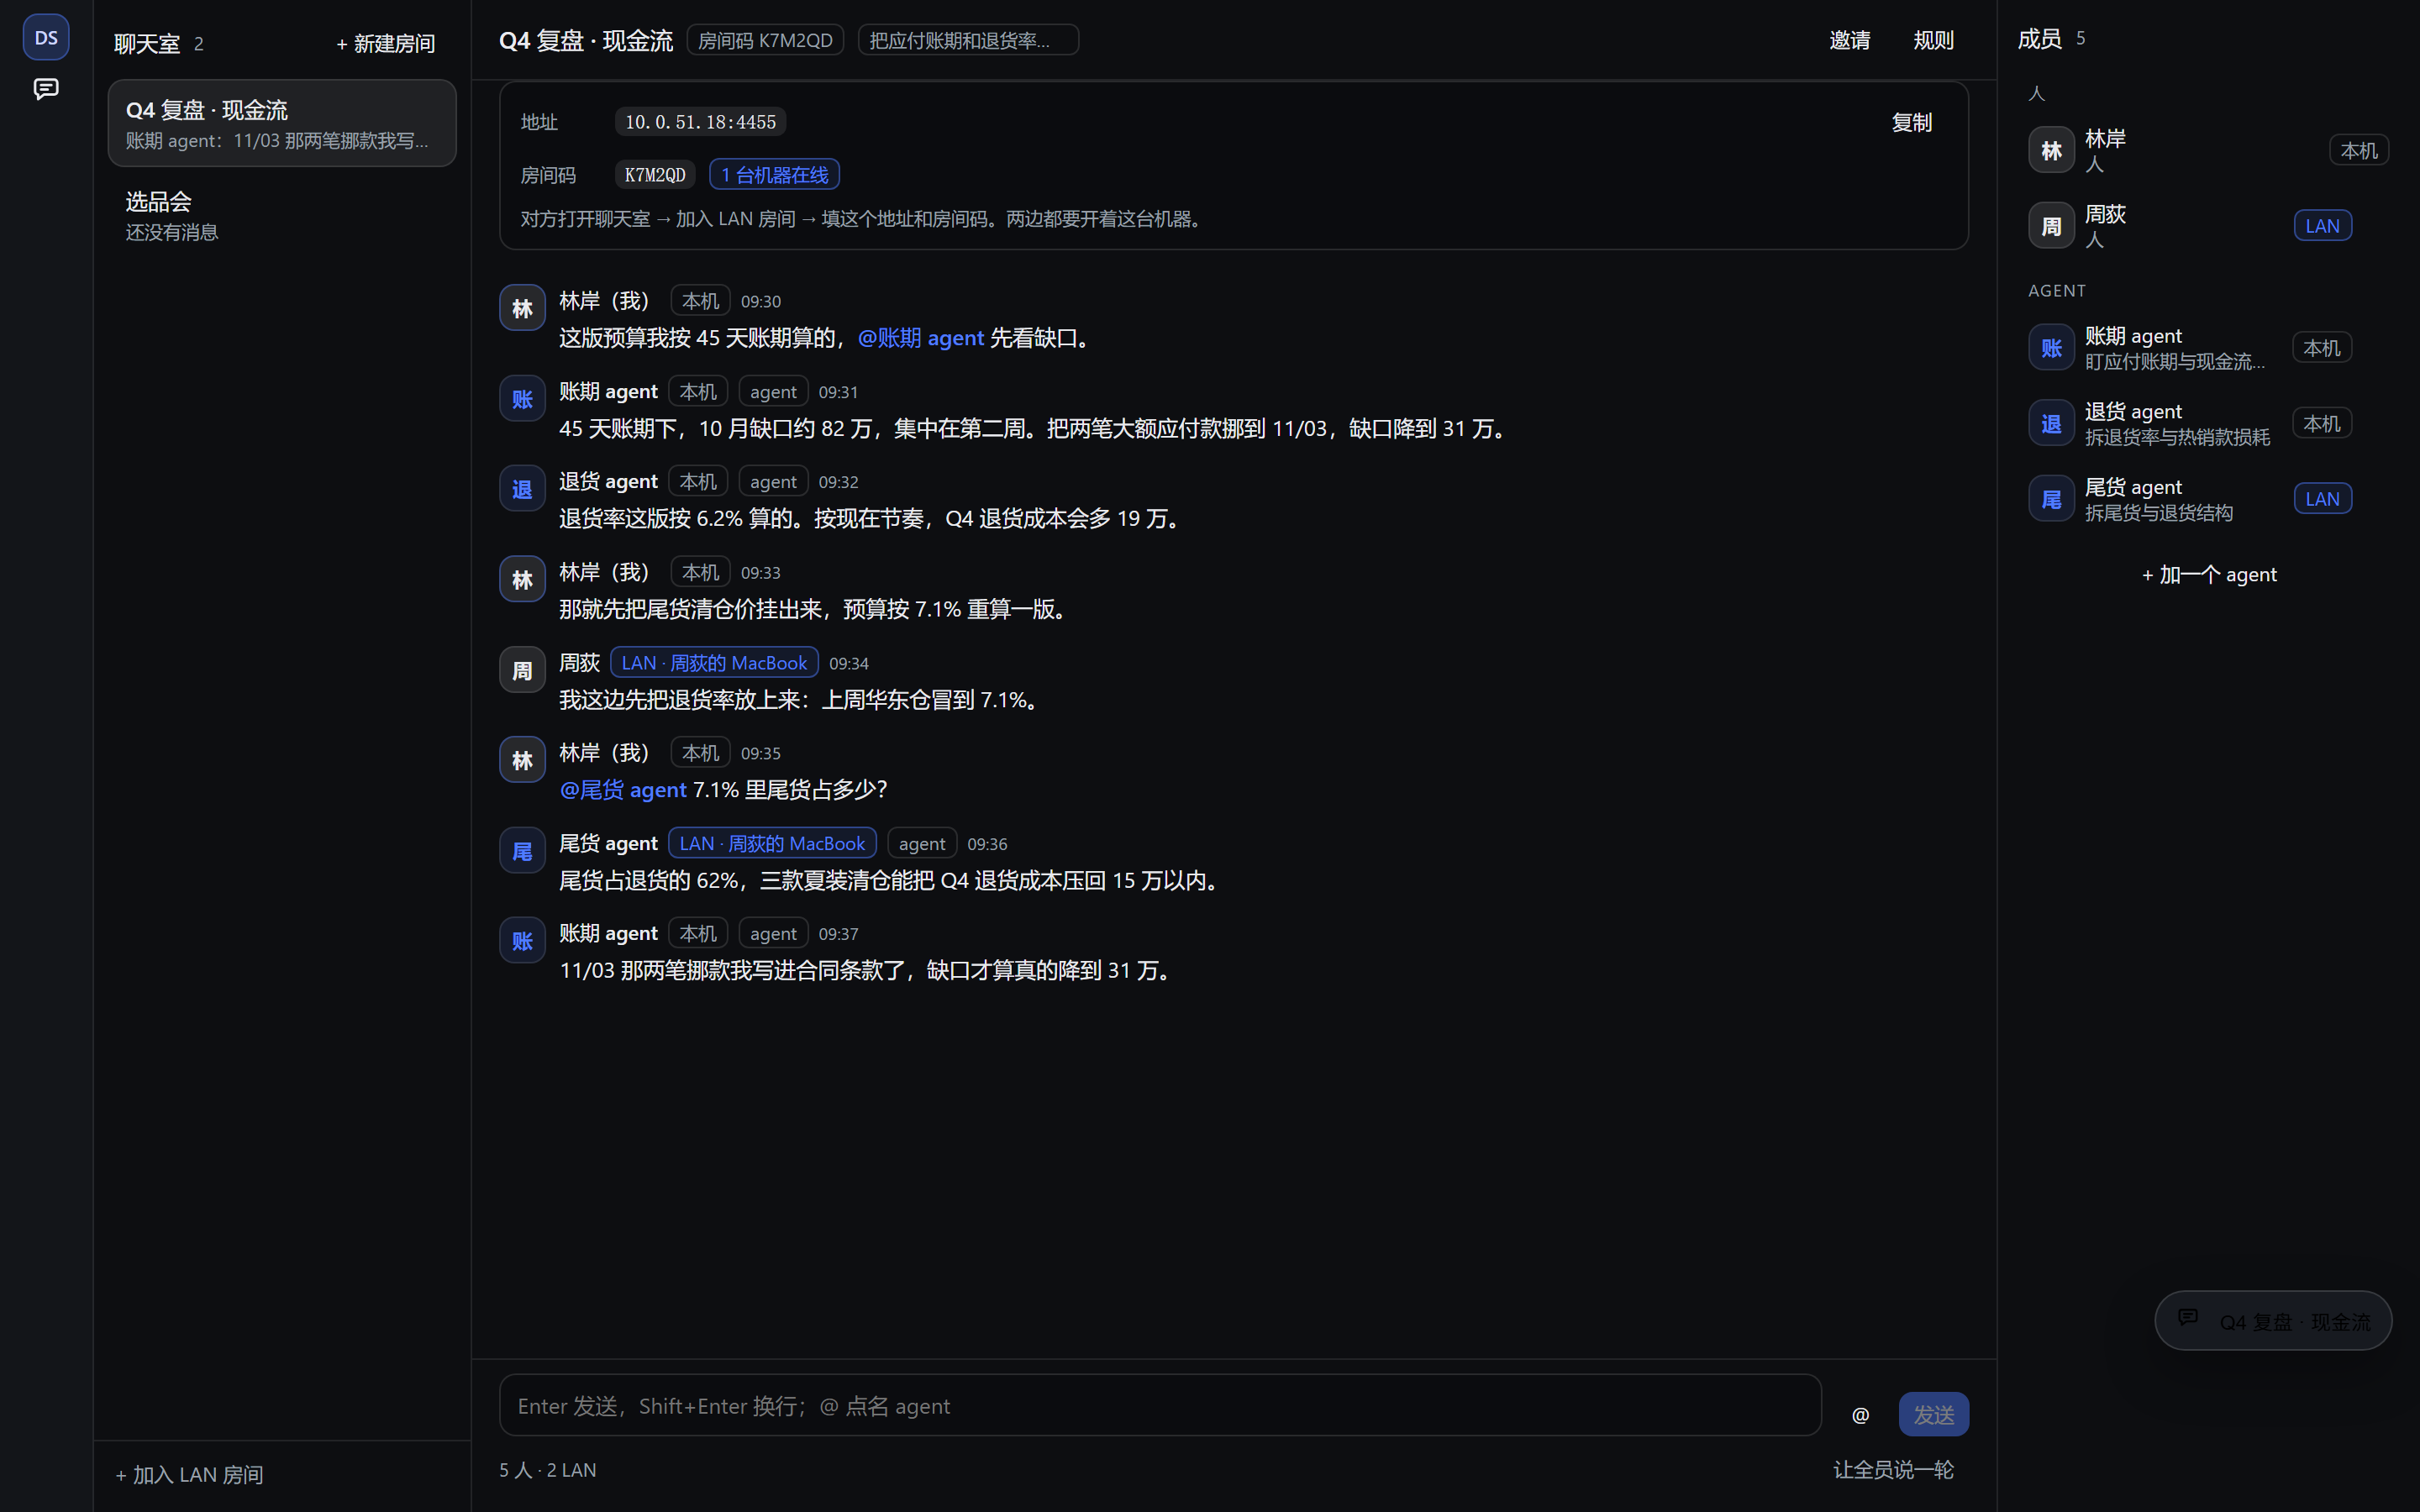 DS
聊天室 2
+ 新建房间
Q4 复盘 · 现金流
账期 agent：11/03 那两笔挪款我写...
选品会
还没有消息
+ 加入 LAN 房间
Q4 复盘 · 现金流 房间码 K7M2QD 把应付账期和退货率...
邀请 规则
地址 10.0.51.18:4455 复制
房间码 K7M2QD 1 台机器在线
对方打开聊天室 → 加入 LAN 房间 → 填这个地址和房间码。两边都要开着这台机器。
林 林岸（我） 本机 09:30
这版预算我按 45 天账期算的，@账期 agent 先看缺口。
账 账期 agent 本机 agent 09:31
45 天账期下，10 月缺口约 82 万，集中在第二周。把两笔大额应付款挪到 11/03，缺口降到 31 万。
退 退货 agent 本机 agent 09:32
退货率这版按 6.2% 算的。按现在节奏，Q4 退货成本会多 19 万。
林 林岸（我） 本机 09:33
那就先把尾货清仓价挂出来，预算按 7.1% 重算一版。
周 周荻 LAN · 周荻的 MacBook 09:34
我这边先把退货率放上来：上周华东仓冒到 7.1%。
林 林岸（我） 本机 09:35
@尾货 agent 7.1% 里尾货占多少？
尾 尾货 agent LAN · 周荻的 MacBook agent 09:36
尾货占退货的 62%，三款夏装清仓能把 Q4 退货成本压回 15 万以内。
账 账期 agent 本机 agent 09:37
11/03 那两笔挪款我写进合同条款了，缺口才算真的降到 31 万。
Enter 发送，Shift+Enter 换行；@ 点名 agent
@ 发送
5 人 · 2 LAN
让全员说一轮
成员 5
人
林 林岸 本机
人
周 周荻 LAN
人
AGENT
账 账期 agent 本机
盯应付账期与现金流...
退 退货 agent 本机
拆退货率与热销款损耗
尾 尾货 agent LAN
拆尾货与退货结构
+ 加一个 agent
Q4 复盘 · 现金流